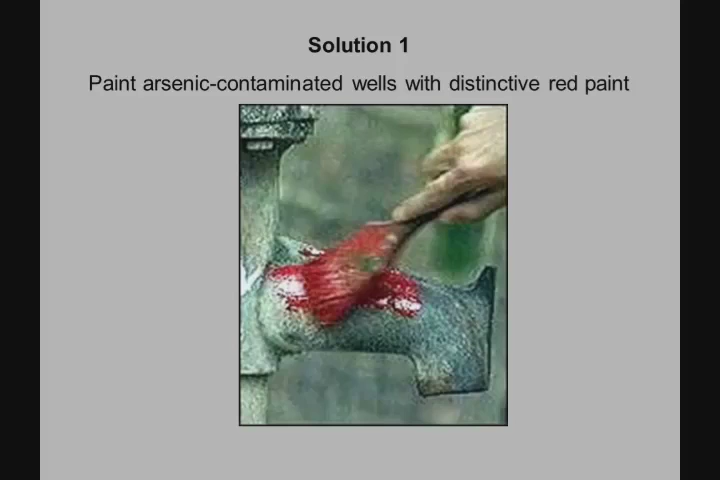 Solution 1
Paint arsenic-contaminated wells with distinctive red paint